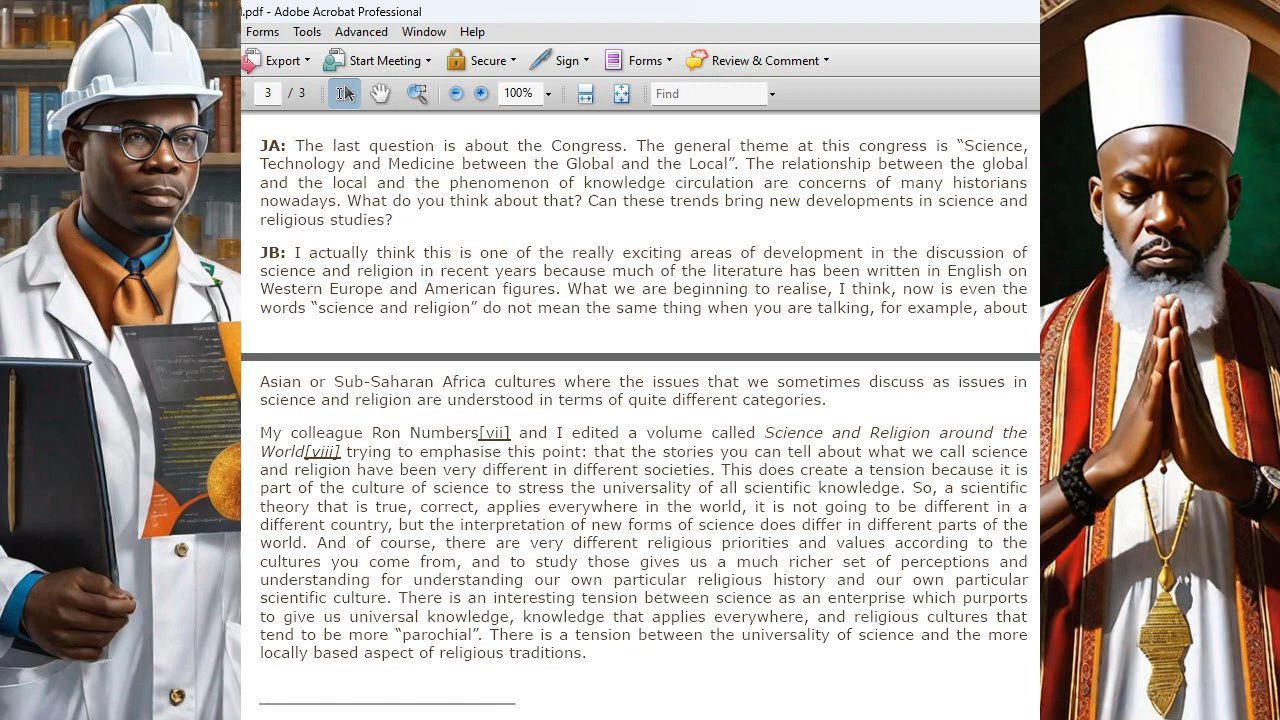 .pdf - Adobe Acrobat Professional
Forms Tools Advanced Window Help
Export Start Meeting Secure Sign Forms Review & Comment
3 / 3 100% Find
JA: The last question is about the Congress. The general theme at this congress is “Science,
Technology and Medicine between the Global and the Local”. The relationship between the global
and the local and the phenomenon of knowledge circulation are concerns of many historians
nowadays. What do you think about that? Can these trends bring new developments in science and
religious studies?
JB: I actually think that is one of the really exciting areas of development in the discussion of
science and religion in recent years because much of the literature has been written in English on
Western Europe and American figures. What we are beginning to realise, I think, now is even the
words “science and religion” do not mean the same thing when you are talking, for example, about
Asian or Sub-Saharan Africa cultures where the issues that we sometimes discuss as issues in
science and religion are understood in terms of quite different categories.
My colleague Ron Numbers[vii] and I edited a volume called Science and Religion around the
World[viii] trying to emphasise the point that the stories you can tell about the love of science
and religion have been very different in different societies. This does create a tension because it is
part of the culture of science to stress the universality of all scientific knowledge. So, a scientific
theory that is true, correct, applies everywhere in the world, it is not going to be different in a
different country, but the interpretation of new forms of science does differ in different parts of the
world. And of course, there are very different religious priorities and values according to the
cultures you come from, and to study those gives us a much richer set of perceptions and
understanding for understanding our own particular religious history and our own particular
scientific culture. There is an interesting tension between science as an enterprise which purports
to give us universal knowledge, knowledge that applies everywhere, and religious cultures that
tend to be more “parochial”. There is a tension between the universality of science and the more
locally based aspect of religious traditions.